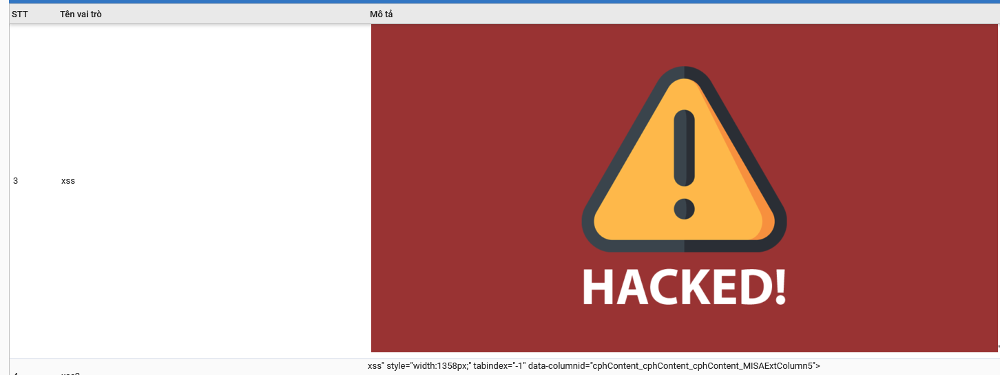 STT Tên vai trò Mô tả
HACKED!
3 xss
xss" style="width:1358px;" tabindex="-1" data-columnid="cphContent_cphContent_cphContent_MISAExtColumn5">